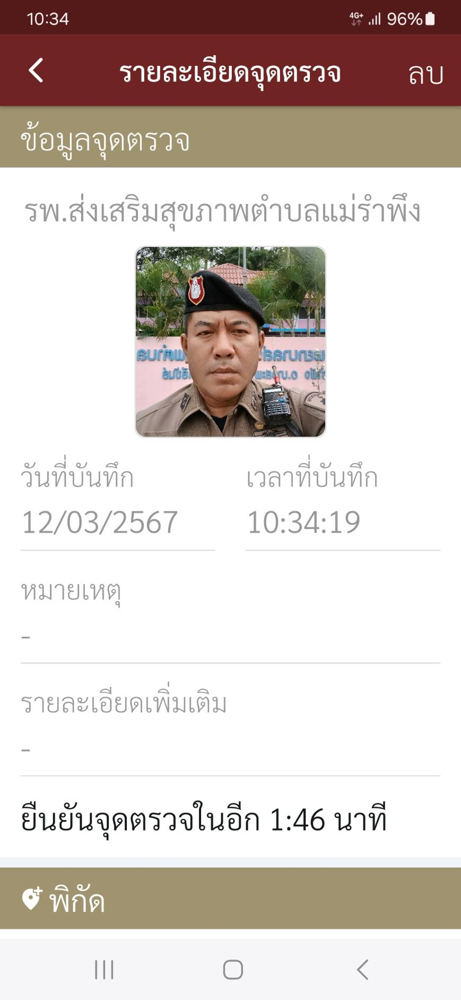 10:34
4G+ 96%
รายละเอียดจุดตรวจ ลบ
ข้อมูลจุดตรวจ
รพ.ส่งเสริมสุขภาพตำบลแม่รำพึง
วันที่บันทึก เวลาที่บันทึก
12/03/2567 10:34:19
หมายเหตุ
-
รายละเอียดเพิ่มเติม
-
ยืนยันจุดตรวจในอีก 1:46 นาที
พิกัด